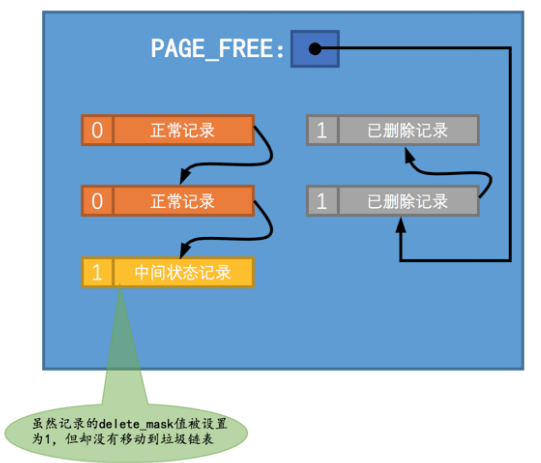 PAGE_FREE:
0 正常记录
1 已删除记录
0 正常记录
1 已删除记录
1 中间状态记录
虽然记录的delete_mask值被设置
为1，但却没有移动到垃圾链表